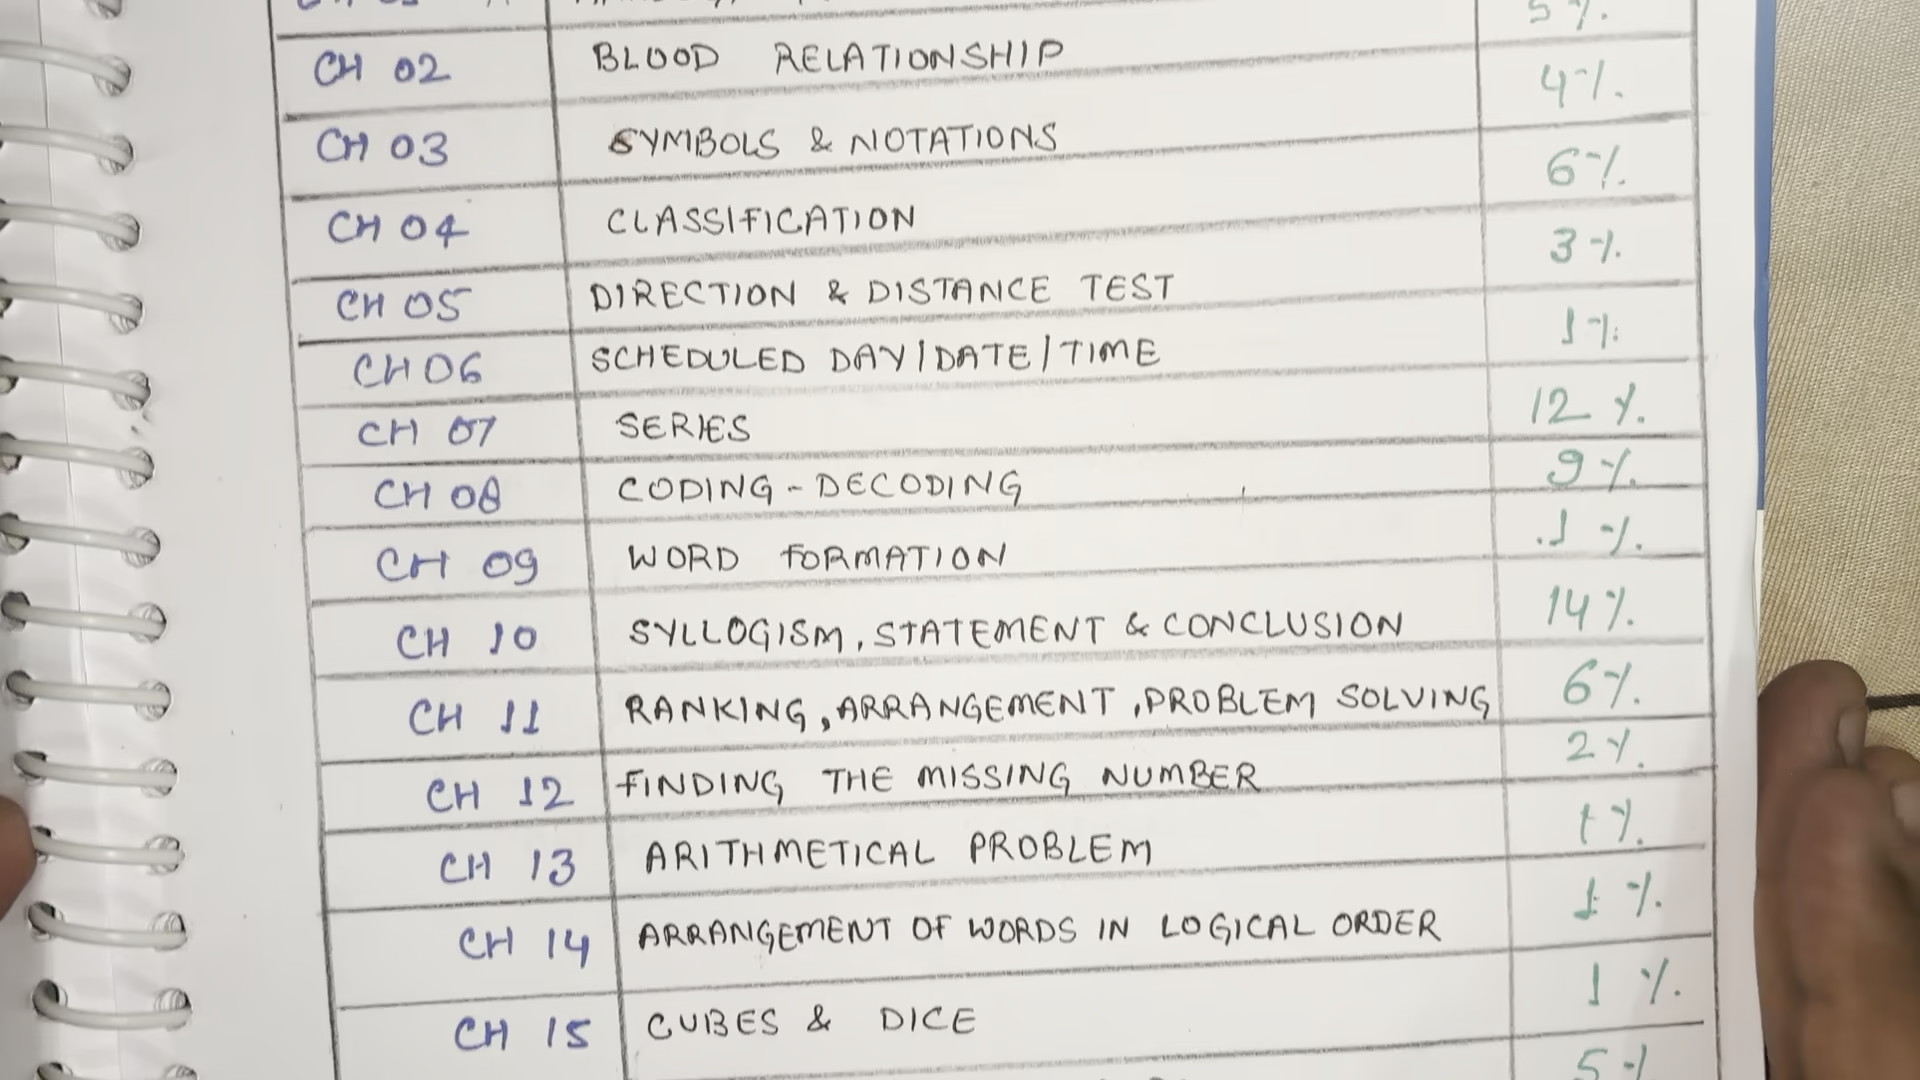 5%.
CH 02 BLOOD RELATIONSHIP 4%.
CH 03 SYMBOLS & NOTATIONS 6%.
CH 04 CLASSIFICATION 3%.
CH 05 DIRECTION & DISTANCE TEST 1%.
CH 06 SCHEDULED DAY/DATE/TIME 12%.
CH 07 SERIES 9%.
CH 08 CODING-DECODING .1%.
CH 09 WORD FORMATION 14%.
CH 10 SYLLOGISM, STATEMENT & CONCLUSION 6%.
CH 11 RANKING, ARRANGEMENT, PROBLEM SOLVING 2%.
CH 12 FINDING THE MISSING NUMBER 1%.
CH 13 ARITHMETICAL PROBLEM 1%.
CH 14 ARRANGEMENT OF WORDS IN LOGICAL ORDER 1%.
CH 15 CUBES & DICE 5%